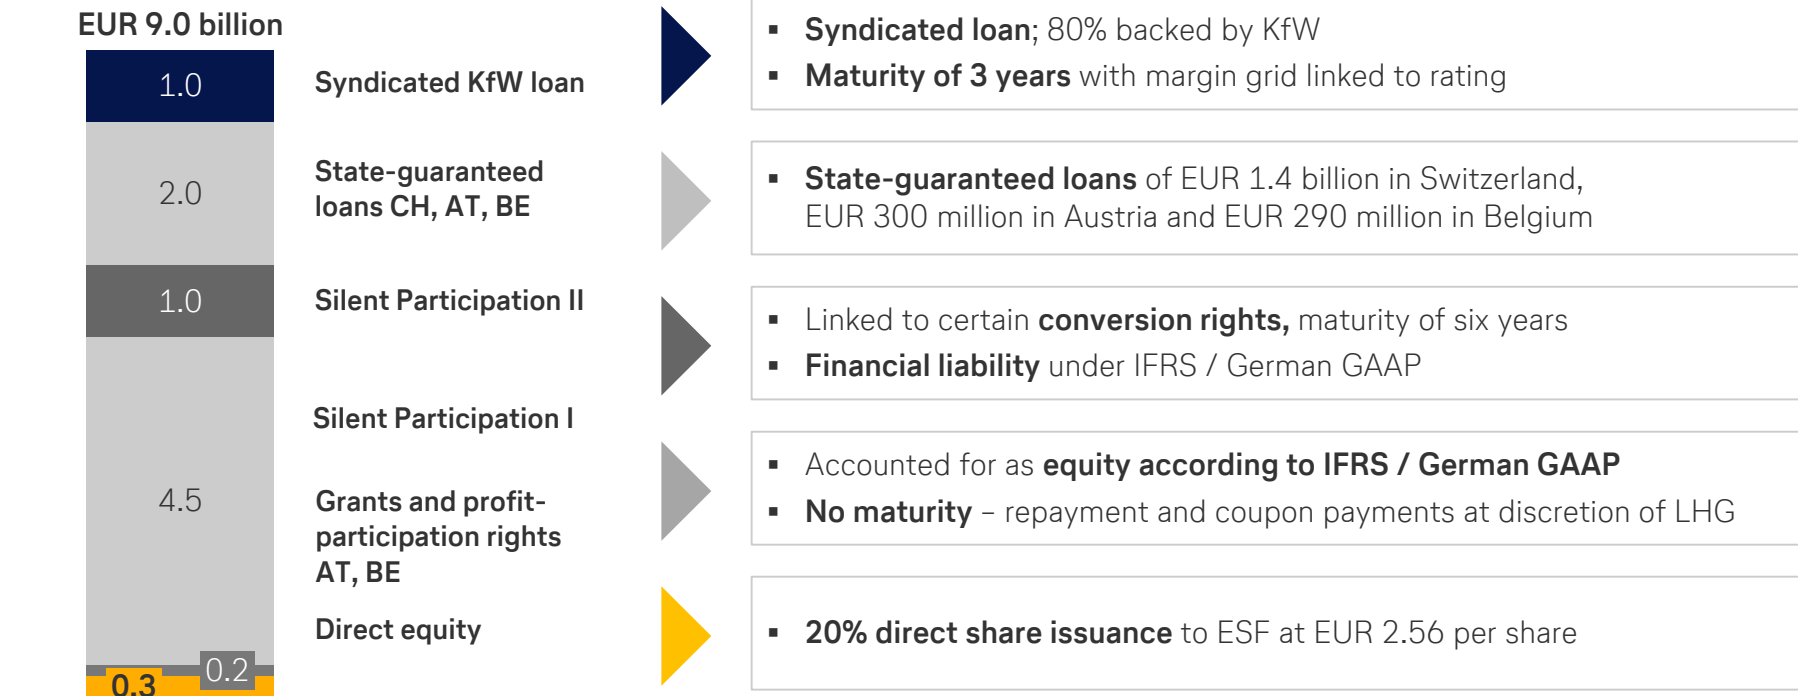 EUR 9.0 billion
1.0
Syndicated KfW loan
▪ Syndicated loan; 80% backed by KfW
▪ Maturity of 3 years with margin grid linked to rating
2.0
State-guaranteed
loans CH, AT, BE
▪ State-guaranteed loans of EUR 1.4 billion in Switzerland,
EUR 300 million in Austria and EUR 290 million in Belgium
1.0
Silent Participation II
▪ Linked to certain conversion rights, maturity of six years
▪ Financial liability under IFRS / German GAAP
Silent Participation I
4.5
Grants and profit-
participation rights
AT, BE
▪ Accounted for as equity according to IFRS / German GAAP
▪ No maturity – repayment and coupon payments at discretion of LHG
Direct equity
0.2
0.3
▪ 20% direct share issuance to ESF at EUR 2.56 per share